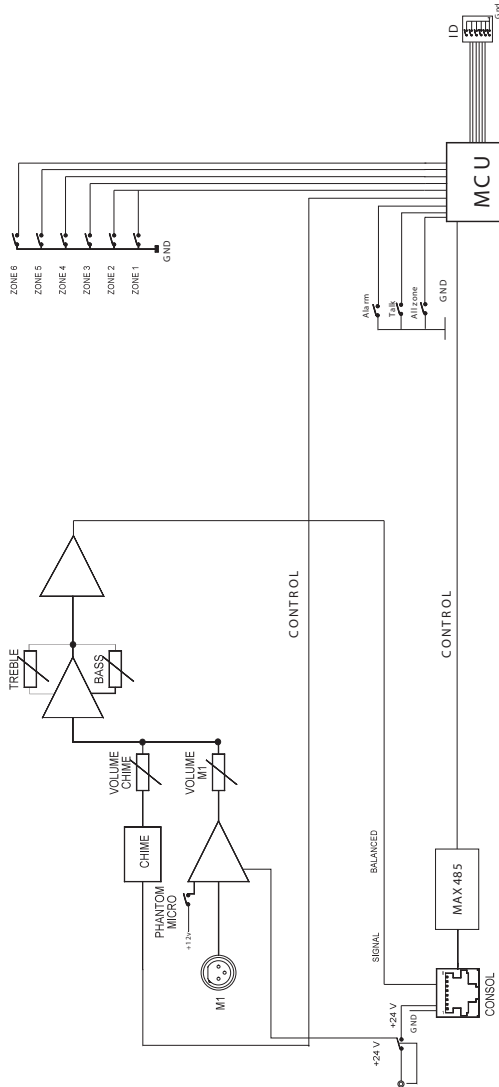 Gnd
ID
MCU
ZONE 6
ZONE 5
ZONE 4
ZONE 3
ZONE 2
ZONE 1
GND
Alarm
Talk
All zone
GND
TREBLE
BASS
CONTROL
CONTROL
VOLUME
CHIME
VOLUME
M1
CHIME
PHANTOM
MICRO
+12v
M1
SIGNAL
BALANCED
MAX485
+24 V
+24 V
GND
CONSOL